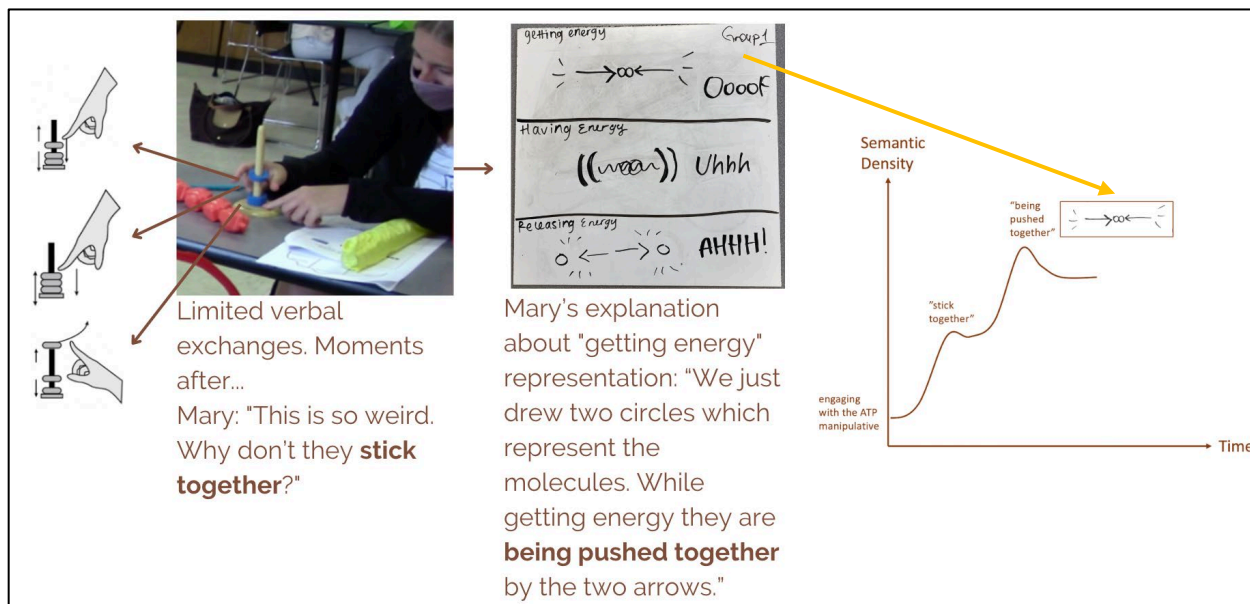 Limited verbal
exchanges. Moments
after...
Mary: "This is so weird.
Why don't they stick
together?"
getting energy
Group 1
OoooF
Having Energy
Uhhh
Releasing Energy
AHHH!
Mary's explanation
about "getting energy"
representation: “We just
drew two circles which
represent the
molecules. While
getting energy they are
being pushed together
by the two arrows.”
Semantic
Density
"being
pushed
together"
"stick
together"
engaging
with the ATP
manipulative
Time